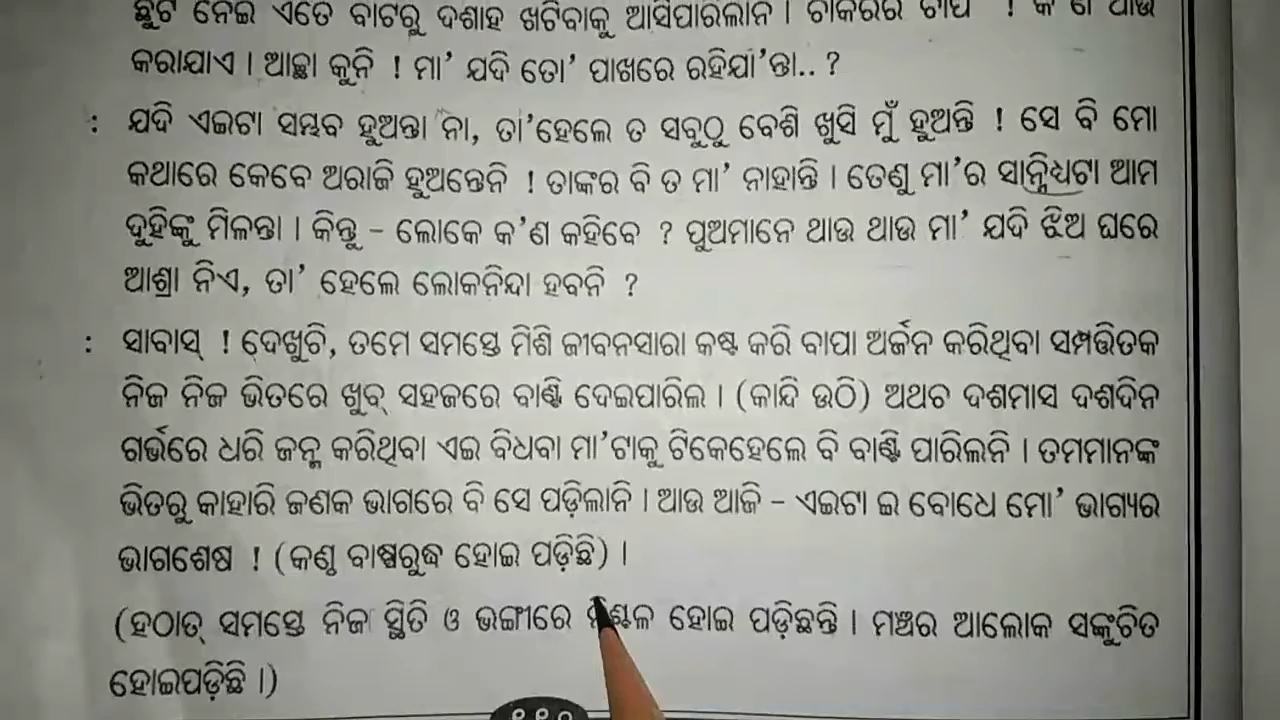 ଛୁଟି ନେଇ ଏତେ ବାଟରୁ ଦଶାହ ଖଟିବାକୁ ଆସିପାରିଲାନି । ଚାକିରିର ଚାପ ! କ'ଣ ଆଉ
କରାଯାଏ । ଆଚ୍ଛା କୁନି ! ମା' ଯଦି ତୋ' ପାଖରେ ରହିଯା'ନ୍ତା.. ?
: ଯଦି ଏଇଟା ସମ୍ଭବ ହୁଅନ୍ତା ନା, ତା'ହେଲେ ତ ସବୁଠୁ ବେଶି ଖୁସି ମୁଁ ହୁଅନ୍ତି ! ସେ ବି ମୋ
କଥାରେ କେବେ ଅରାଜି ହୁଅନ୍ତେନି ! ତାଙ୍କର ବି ତ ମା' ନାହାନ୍ତି । ତେଣୁ ମା'ର ସାନ୍ନିଧ୍ୟଟା ଆମ
ଦୁହିଙ୍କୁ ମିଳନ୍ତା । କିନ୍ତୁ – ଲୋକେ କ'ଣ କହିବେ ? ପୁଅମାନେ ଥାଉ ଥାଉ ମା' ଯଦି ଝିଅ ଘରେ
ଆଶ୍ରା ନିଏ, ତା' ହେଲେ ଲୋକନିନ୍ଦା ହବନି ?
: ସାବାସ୍ ! ଦେଖୁଚି, ତମେ ସମସ୍ତେ ମିଶି ଜୀବନସାରା କଷ୍ଟ କରି ବାପା ଅର୍ଜନ କରିଥିବା ସମ୍ପତ୍ତିତକ
ନିଜ ନିଜ ଭିତରେ ଖୁବ୍ ସହଜରେ ବାଣ୍ଟି ଦେଇପାରିଲ । (କାନ୍ଦି ଉଠି) ଅଥଚ ଦଶମାସ ଦଶଦିନ
ଗର୍ଭରେ ଧରି ଜନ୍ମ କରିଥିବା ଏଇ ବିଧବା ମା'ଟାକୁ ଟିକେହେଲେ ବି ବାଣ୍ଟି ପାରିଲନି । ତମମାନଙ୍କ
ଭିତରୁ କାହାରି ଜଣକ ଭାଗରେ ବି ସେ ପଡ଼ିଲାନି । ଆଉ ଆଜି – ଏଇଟା ଇ ବୋଧେ ମୋ' ଭାଗ୍ୟର
ଭାଗଶେଷ ! (କଣ୍ଠ ବାଷ୍ପରୁଦ୍ଧ ହୋଇ ପଡ଼ିଛି) ।
(ହଠାତ୍ ସମସ୍ତେ ନିଜ ସ୍ଥିତି ଓ ଭଙ୍ଗୀରେ ହୋଇ ପଡ଼ିଛନ୍ତି । ମଞ୍ଚର ଆଲୋକ ସଙ୍କୁଚିତ
ହୋଇପଡ଼ିଛି ।)